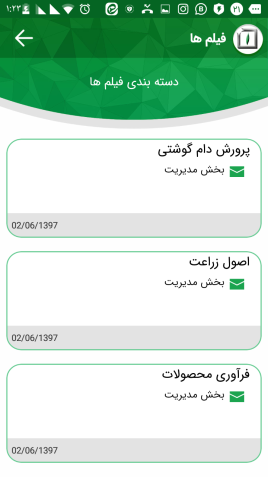 ۱:۲۳
فیلم ها
دسته بندی فیلم ها
پرورش دام گوشتی
بخش مدیریت
02/06/1397
اصول زراعت
بخش مدیریت
02/06/1397
فرآوری محصولات
بخش مدیریت
02/06/1397